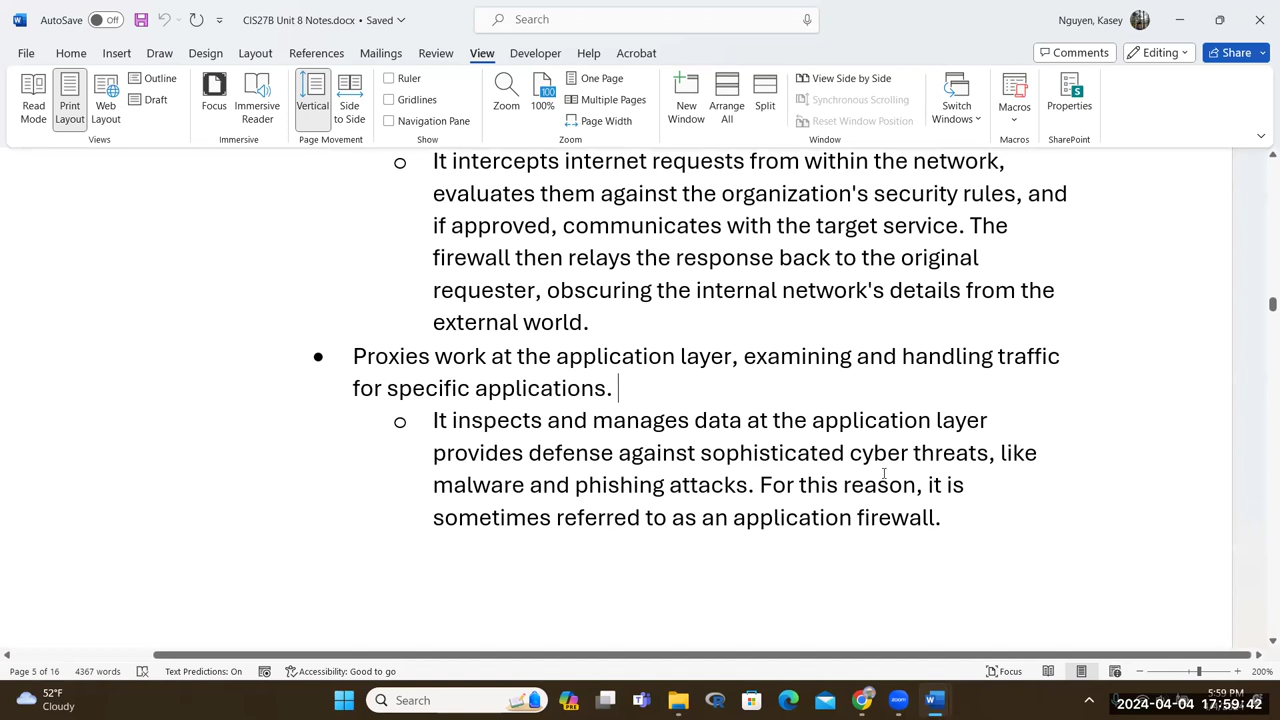 AutoSave Off CIS27B Unit 8 Notes.docx • Saved Search Nguyen, Kasey
File Home Insert Draw Design Layout References Mailings Review View Developer Help Acrobat Comments Editing Share
Read Mode Print Layout Web Layout Outline Draft Focus Immersive Reader Vertical Side to Side Ruler Gridlines Navigation Pane Zoom 100% One Page Multiple Pages Page Width New Window Arrange All Split View Side by Side Synchronous Scrolling Reset Window Position Switch Windows Macros Properties
Views Immersive Page Movement Show Zoom Window Macros SharePoint
o It intercepts internet requests from within the network,
evaluates them against the organization's security rules, and
if approved, communicates with the target service. The
firewall then relays the response back to the original
requester, obscuring the internal network's details from the
external world.
• Proxies work at the application layer, examining and handling traffic
for specific applications.
o It inspects and manages data at the application layer
provides defense against sophisticated cyber threats, like
malware and phishing attacks. For this reason, it is
sometimes referred to as an application firewall.
Page 5 of 16 4367 words Text Predictions: On Accessibility: Good to go Focus 200%
52°F
Cloudy
Search
5:59 PM
2024-04-04 17:59:42